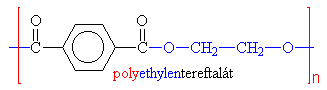 O O
C C O CH2 CH2 O
n
polyethylentereftalát